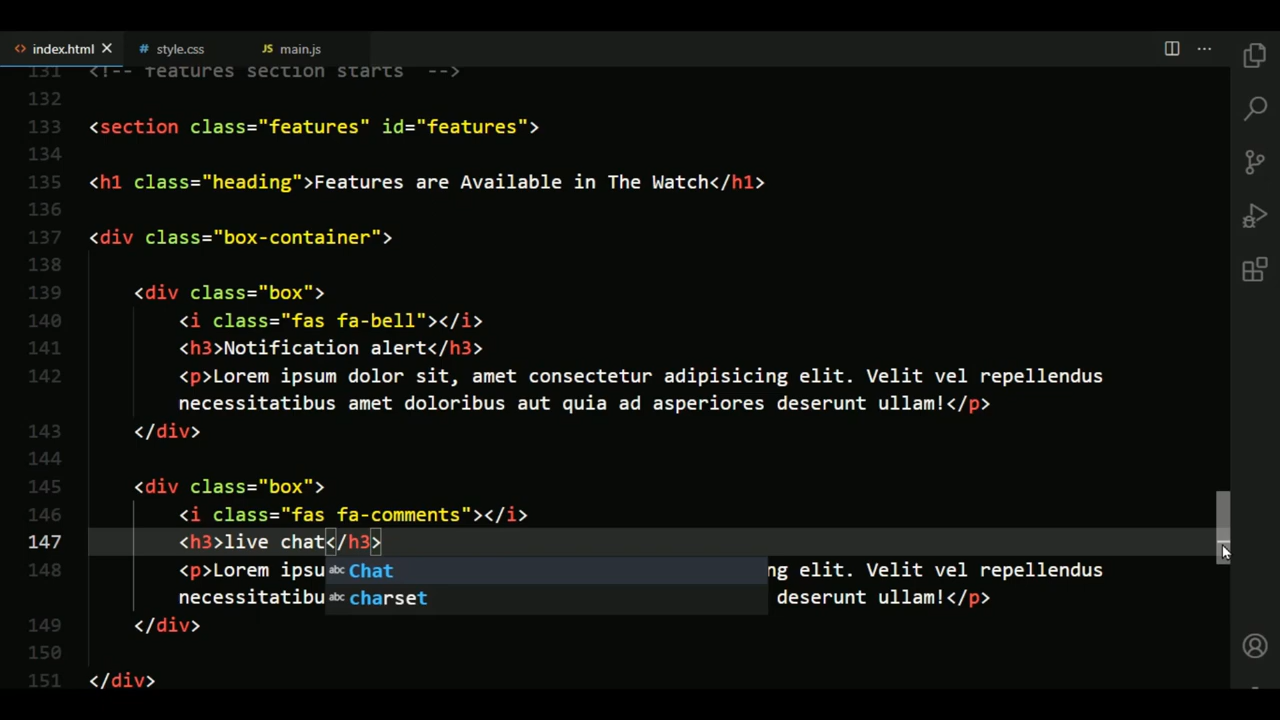 index.html
style.css
main.js
131 <!-- features section starts  -->
132
133 <section class="features" id="features">
134
135 <h1 class="heading">Features are Available in The Watch</h1>
136
137 <div class="box-container">
138
139 <div class="box">
140 <i class="fas fa-bell"></i>
141 <h3>Notification alert</h3>
142 <p>Lorem ipsum dolor sit, amet consectetur adipisicing elit. Velit vel repellendus
necessitatibus amet doloribus aut quia ad asperiores deserunt ullam!</p>
143 </div>
144
145 <div class="box">
146 <i class="fas fa-comments"></i>
147 <h3>live chat</h3>
148 <p>Lorem elit. Velit vel repellendus
abc Chat
deserunt ullam!</p>
abc charset
149 </div>
150
151 </div>